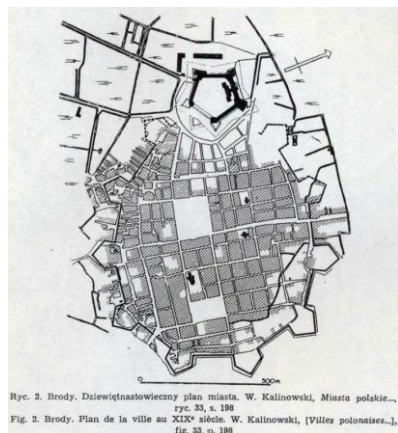 500m
Ryc. 2. Brody. Dziewiętnastowieczny plan miasta. W. Kalinowski, Miasta polskie...,
ryc. 33, s. 198
Fig. 2. Brody. Plan de la ville au XIXe siècle. W. Kalinowski, [Villes polonaises...],
fig. 33, p. 198